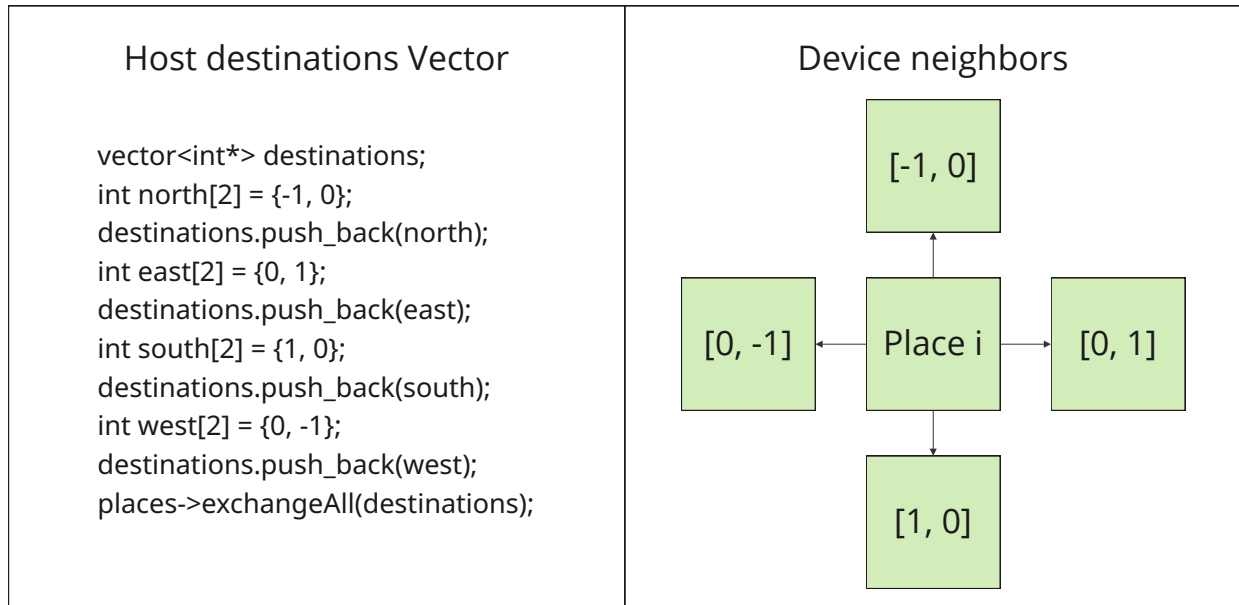 Host destinations Vector
vector<int*> destinations;
int north[2] = {-1, 0};
destinations.push_back(north);
int east[2] = {0, 1};
destinations.push_back(east);
int south[2] = {1, 0};
destinations.push_back(south);
int west[2] = {0, -1};
destinations.push_back(west);
places->exchangeAll(destinations);
Device neighbors
[-1, 0]
[0, -1]
Place i
[0, 1]
[1, 0]